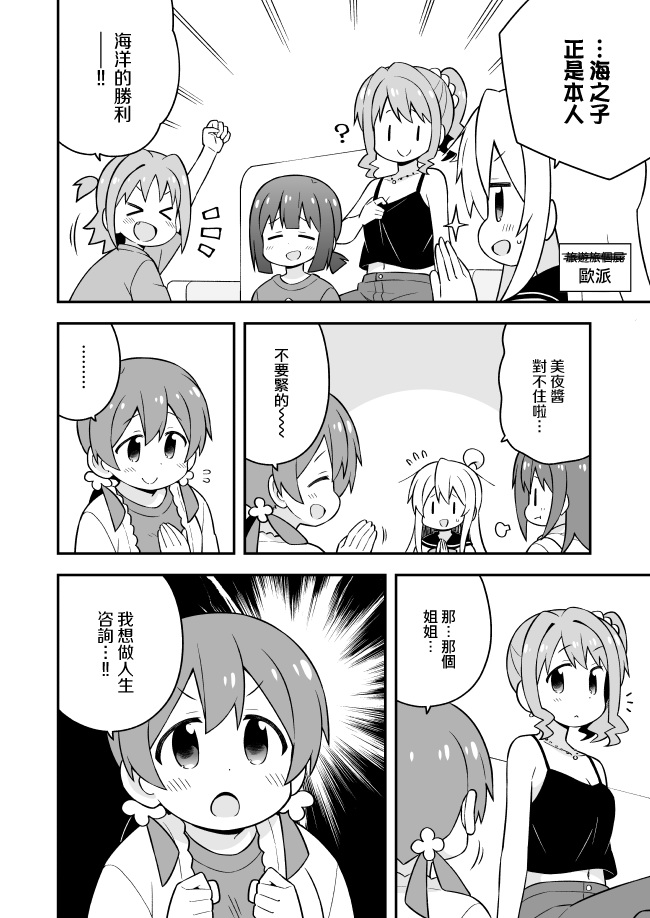 …海之子
正是本人
旅遊旅個展
歐派
?
海洋的勝利
——!!
美夜醬
對不住啦…
不要緊的～～
………
那…那個
姐姐…
我想做人生
咨詢…!!